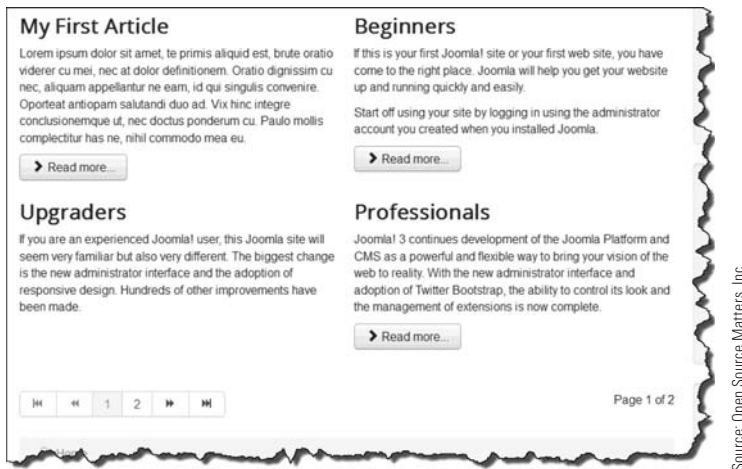 My First Article
Lorem ipsum dolor sit amet, te primis aliquid est, brute oratio
viderer cu mei, nec at dolor definitionem. Oratio dignissim cu
nec, aliquam appellantur ne eam, id qui singulis convenire.
Oporteat antiopam salutandi duo ad. Vix hinc integre
conclusionemque ut, nec doctus ponderum cu. Paulo mollis
complectitur has ne, nihil commodo mea eu.
Read more...
Beginners
If this is your first Joomla! site or your first web site, you have
come to the right place. Joomla will help you get your website
up and running quickly and easily.
Start off using your site by logging in using the administrator
account you created when you installed Joomla.
Read more...
Upgraders
If you are an experienced Joomla! user, this Joomla site will
seem very familiar but also very different. The biggest change
is the new administrator interface and the adoption of
responsive design. Hundreds of other improvements have
been made.
Professionals
Joomla! 3 continues development of the Joomla Platform and
CMS as a powerful and flexible way to bring your vision of the
web to reality. With the new administrator interface and
adoption of Twitter Bootstrap, the ability to control its look and
the management of extensions is now complete.
Read more...
1 2
Page 1 of 2
Home
Source: Open Source Matters, Inc